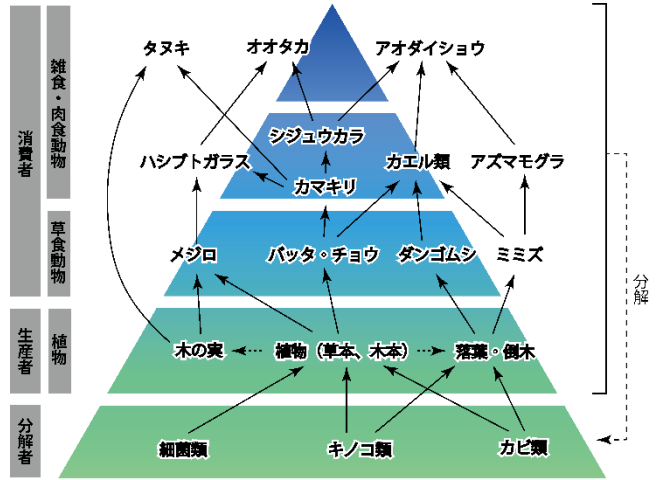 タヌキ
オオタカ
アオダイショウ
雑食・肉食動物
消費者
シジュウカラ
ハシブトガラス
カエル類
アズマモグラ
カマキリ
草食動物
メジロ
バッタ・チョウ
ダンゴムシ
ミミズ
分解
生産者
植物
木の実
植物（草本、木本）
落葉・倒木
分解者
細菌類
キノコ類
カビ類